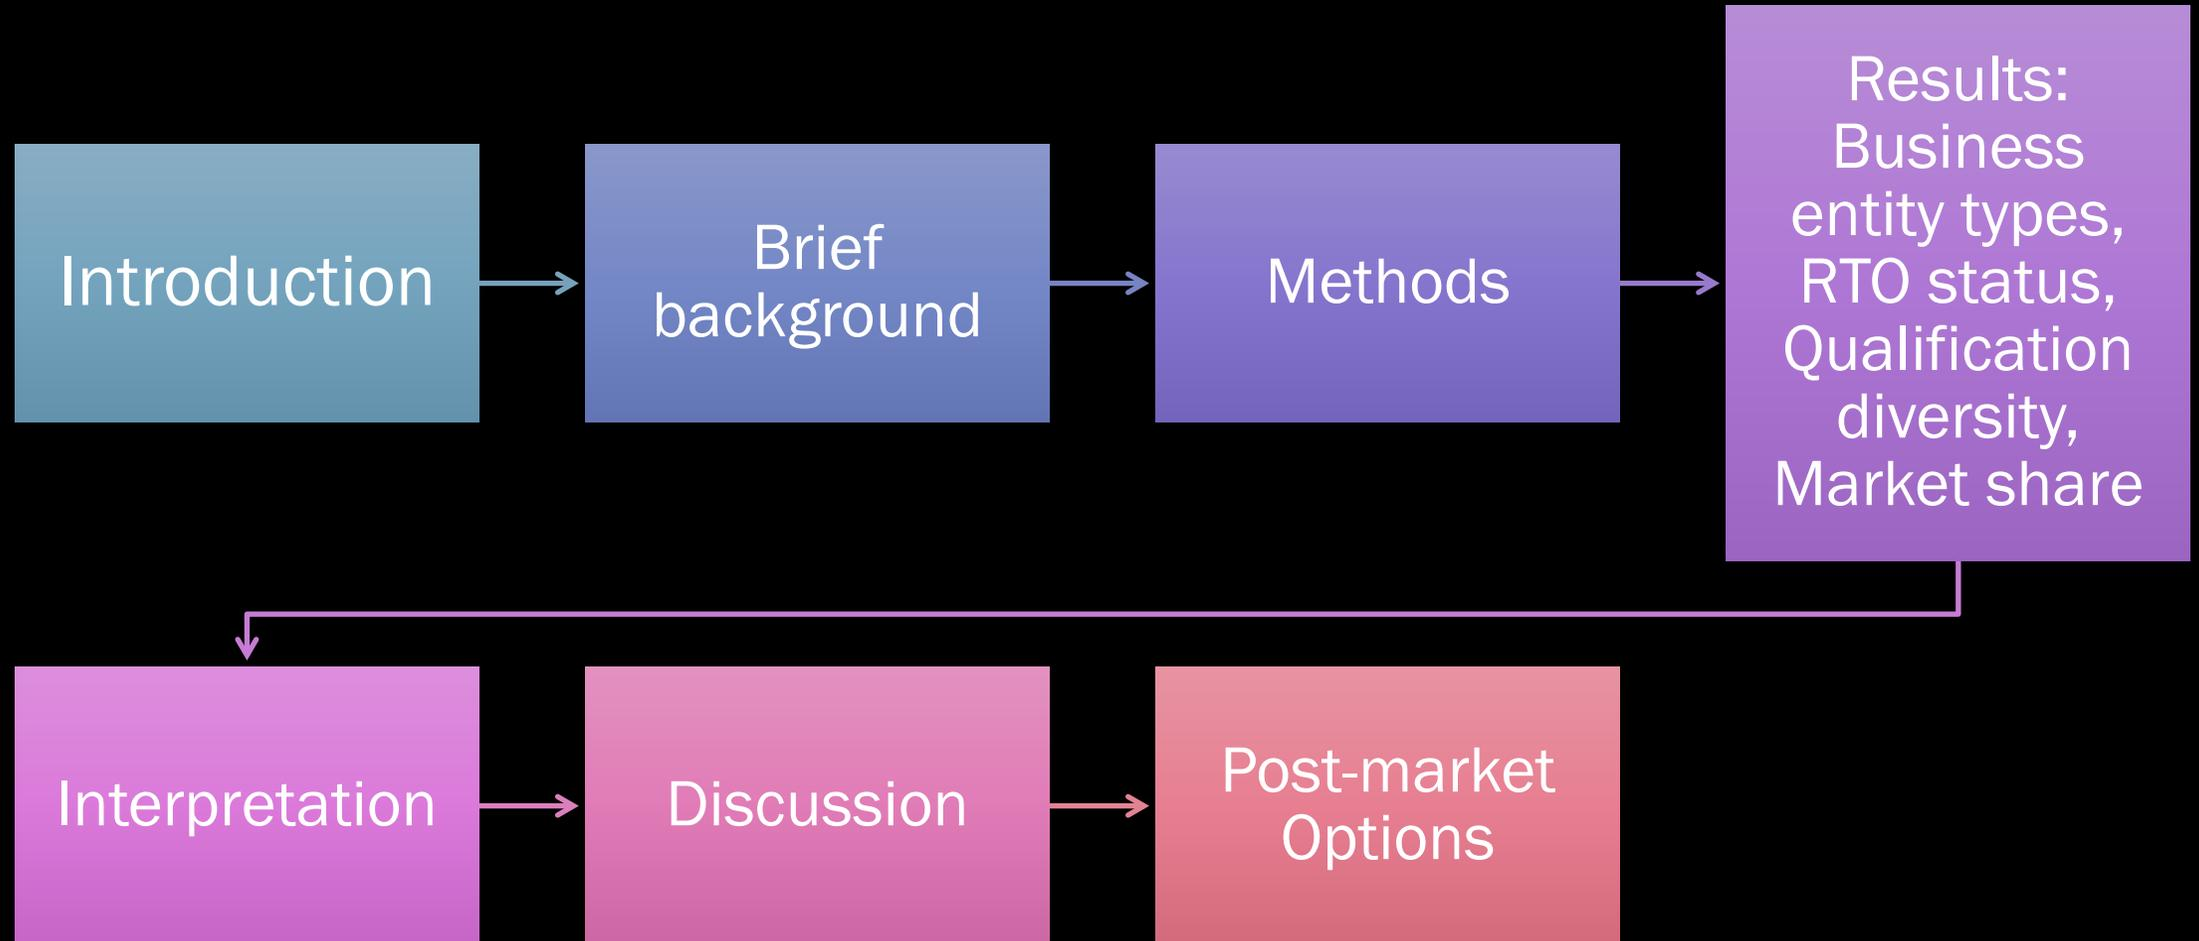 Introduction
Brief
background
Methods
Results:
Business
entity types,
RTO status,
Qualification
diversity,
Market share
Interpretation
Discussion
Post-market
Options